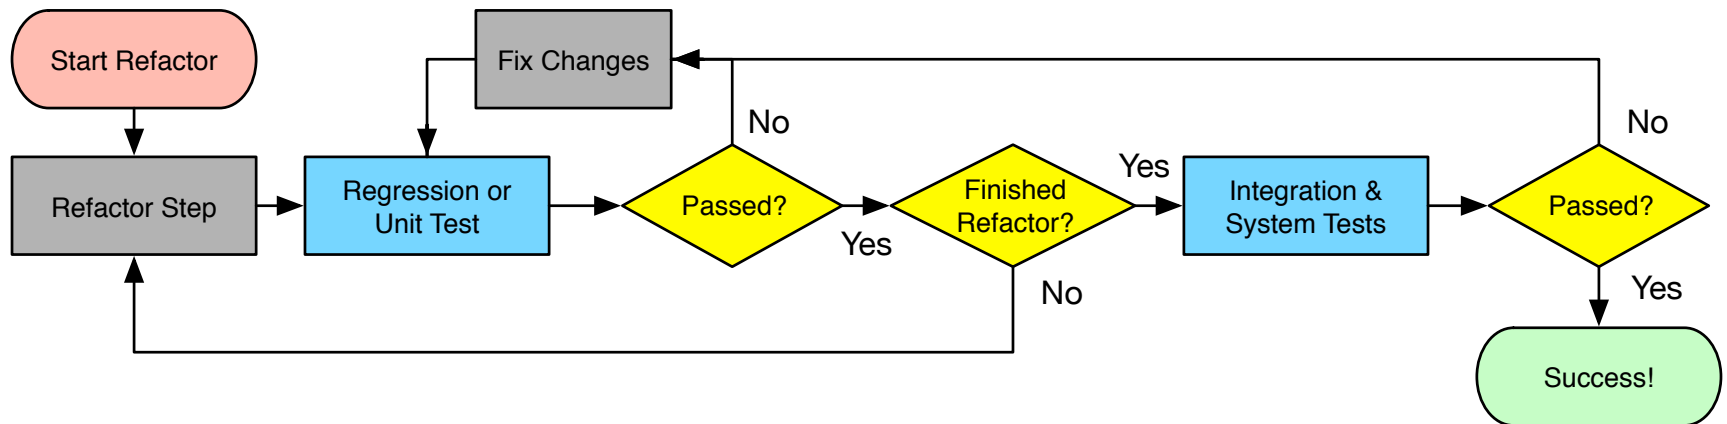 Start Refactor
Fix Changes
No
No
Refactor Step
Regression or
Unit Test
Passed?
Yes
Finished
Refactor?
Yes
Integration &
System Tests
Passed?
No
Yes
Success!